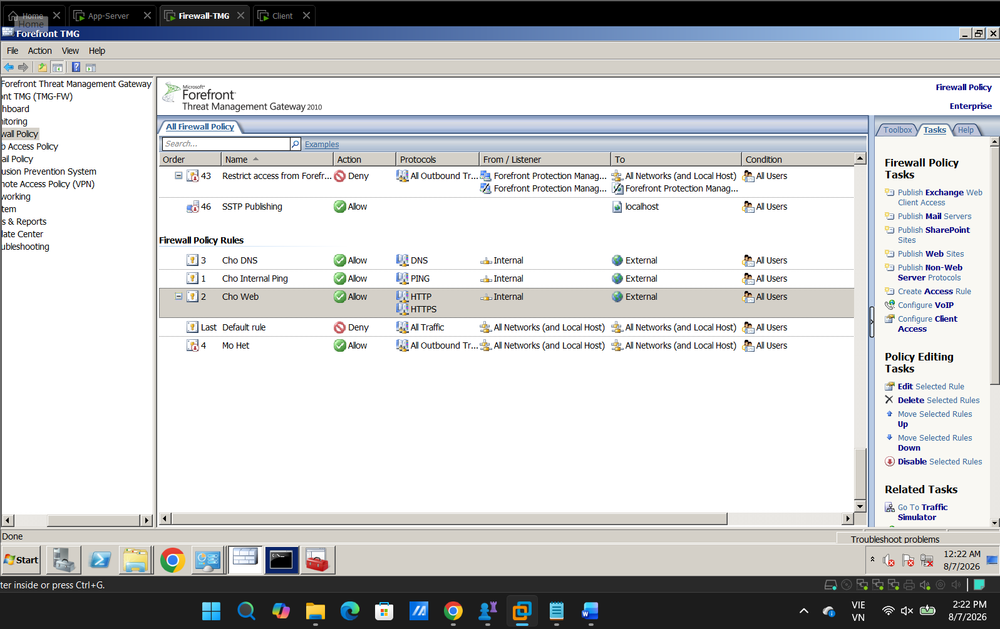 Home
App-Server
Firewall-TMG
Client
Home
Forefront TMG
File Action View Help
Forefront Threat Management Gateway
ont TMG (TMG-FW)
hboard
nitoring
wall Policy
b Access Policy
ail Policy
usion Prevention System
note Access Policy (VPN)
working
tem
s & Reports
late Center
ubleshooting
Microsoft
Forefront
Threat Management Gateway 2010
Firewall Policy
Enterprise
All Firewall Policy
Search...
Examples
Order Name Action Protocols From / Listener To Condition
43 Restrict access from Forefr... Deny All Outbound Tr... Forefront Protection Manag... All Networks (and Local Host) All Users
Forefront Protection Manag... Forefront Protection Manag...
46 SSTP Publishing Allow localhost All Users
Firewall Policy Rules
3 Cho DNS Allow DNS Internal External All Users
1 Cho Internal Ping Allow PING Internal External All Users
2 Cho Web Allow HTTP Internal External All Users
HTTPS
Last Default rule Deny All Traffic All Networks (and Local Host) All Networks (and Local Host) All Users
4 Mo Het Allow All Outbound Tr... All Networks (and Local Host) All Networks (and Local Host) All Users
Toolbox Tasks Help
Firewall Policy
Tasks
Publish Exchange Web
Client Access
Publish Mail Servers
Publish SharePoint
Sites
Publish Web Sites
Publish Non-Web
Server Protocols
Create Access Rule
Configure VoIP
Configure Client
Access
Policy Editing
Tasks
Edit Selected Rule
Delete Selected Rules
Move Selected Rules
Up
Move Selected Rules
Down
Disable Selected Rules
Related Tasks
Go To Traffic
Simulator
Done
Troubleshoot problems
Start
C:\_
12:22 AM
8/7/2026
ter inside or press Ctrl+G.
VIE
VN
2:22 PM
8/7/2026